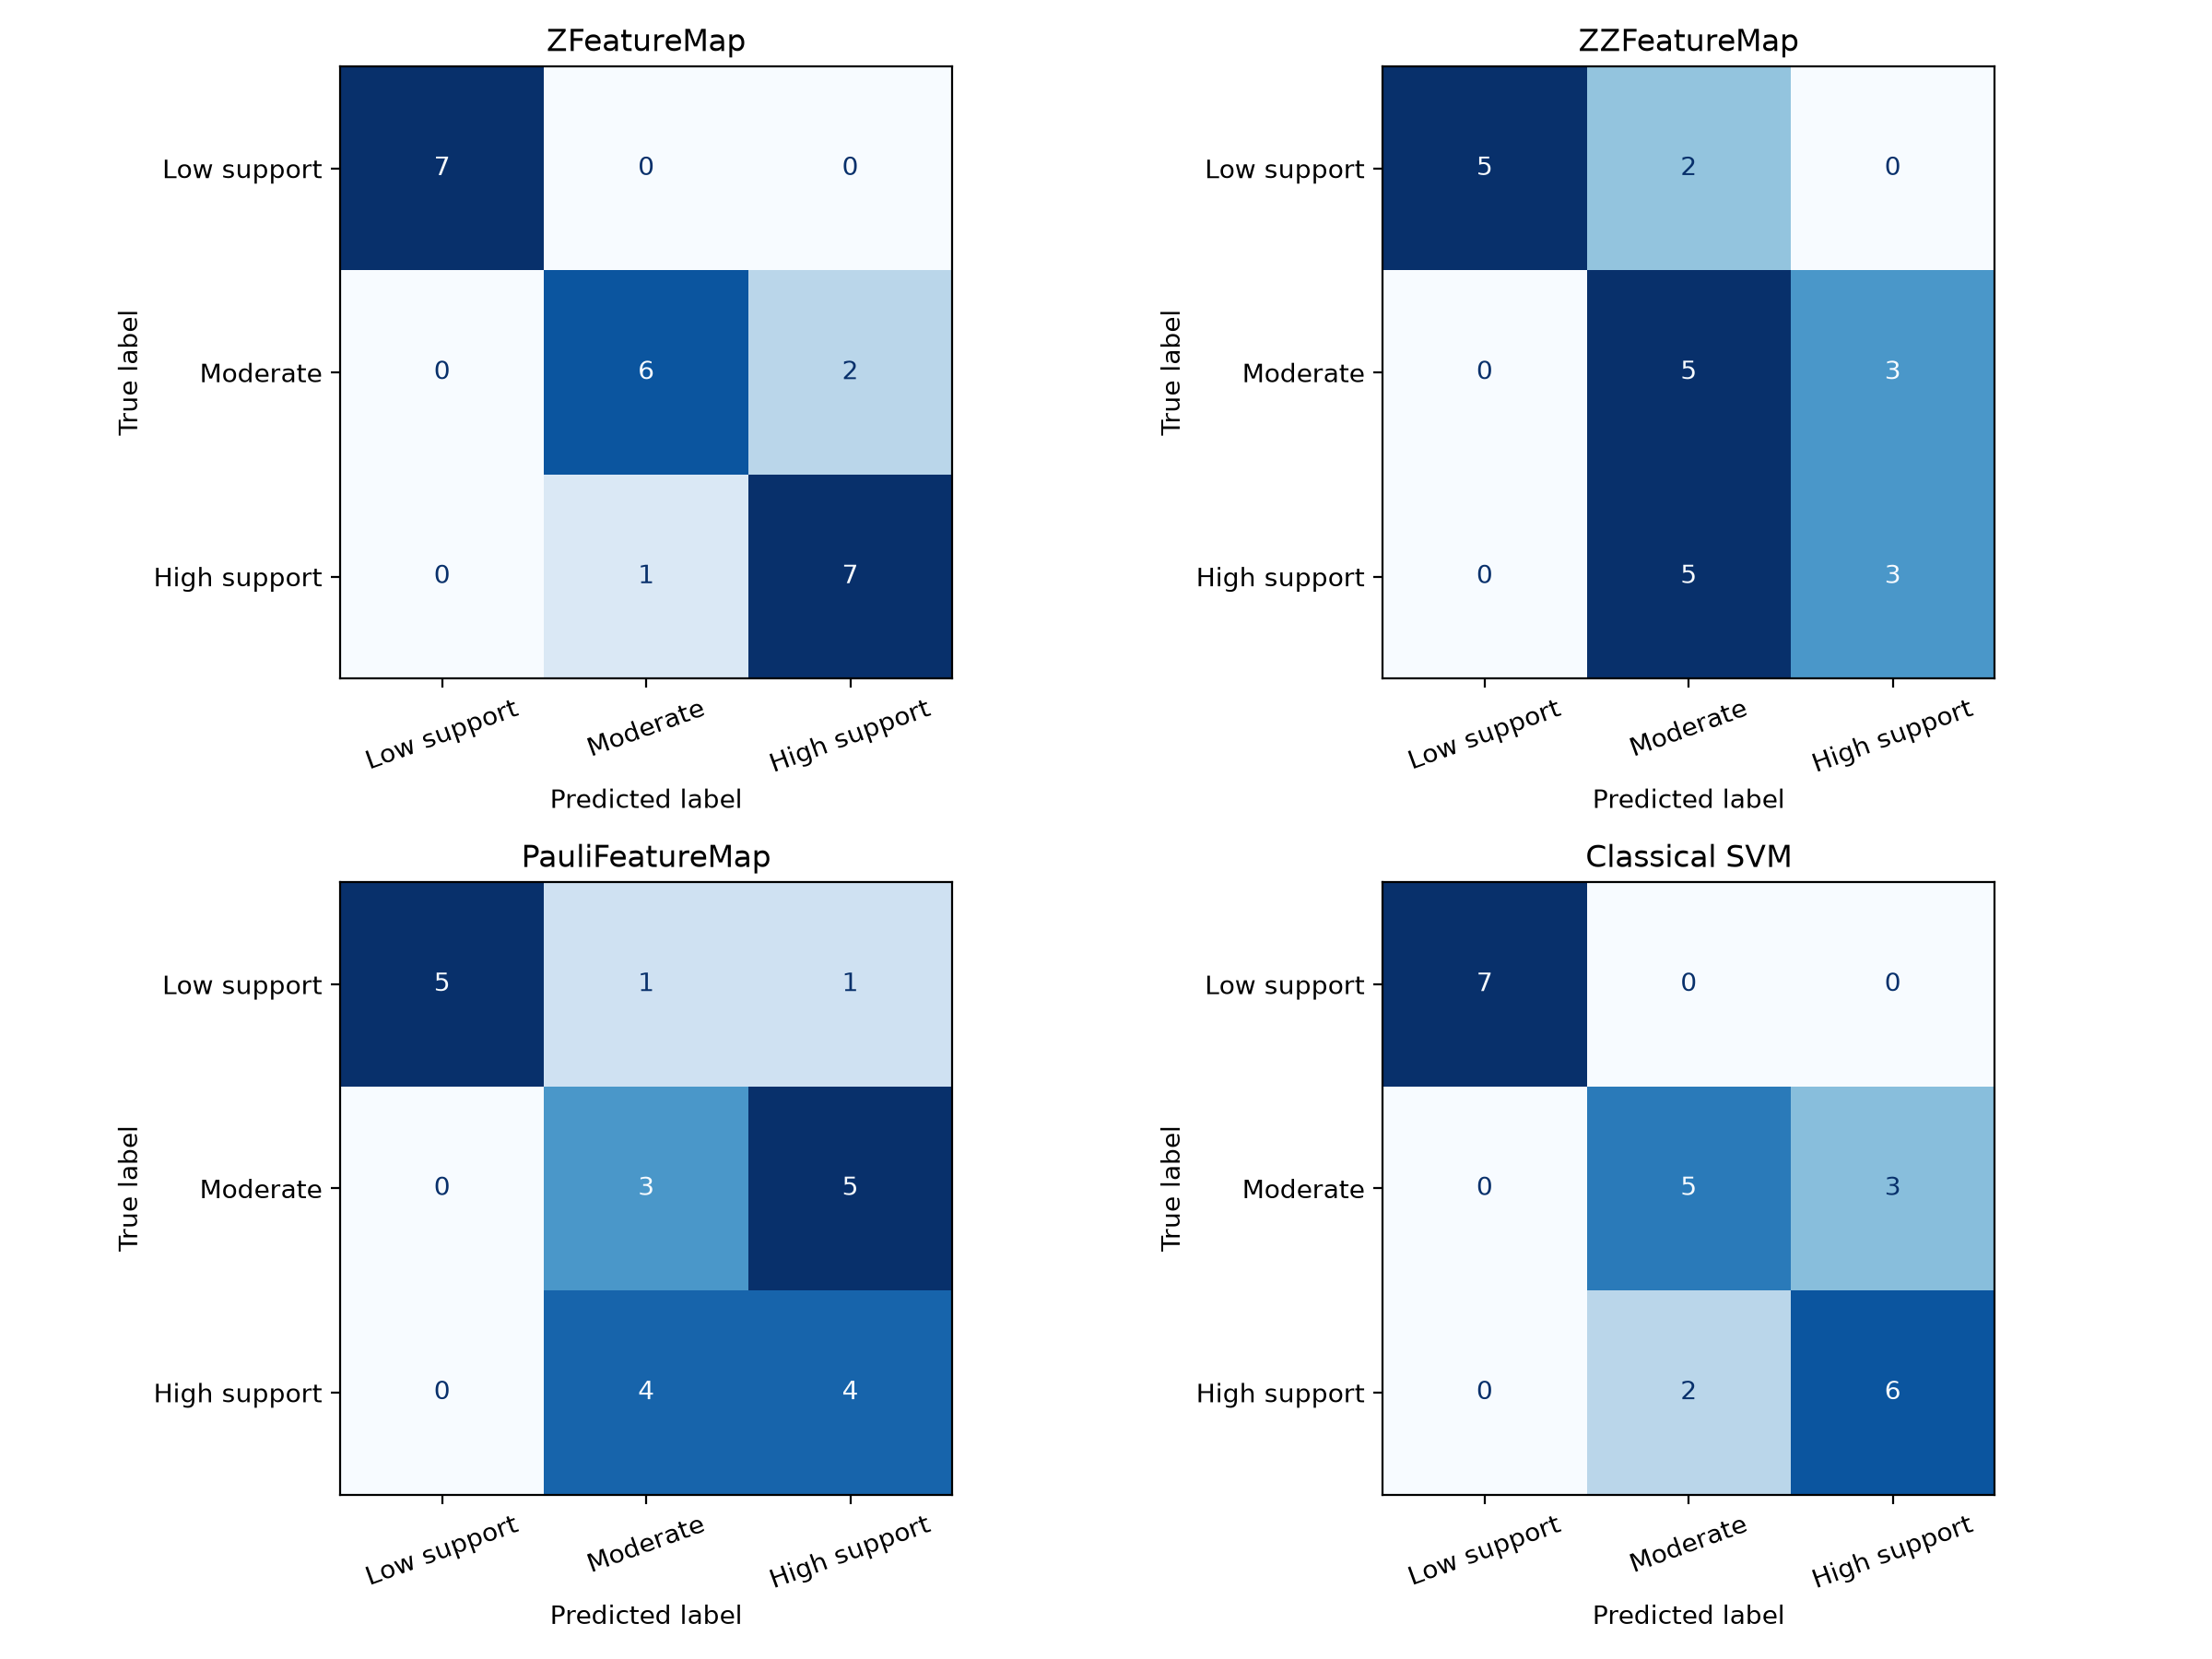 ZFeatureMap
True label
Low support 7 0 0
Moderate 0 6 2
High support 0 1 7
Low support Moderate High support
Predicted label
ZZFeatureMap
True label
Low support 5 2 0
Moderate 0 5 3
High support 0 5 3
Low support Moderate High support
Predicted label
PauliFeatureMap
True label
Low support 5 1 1
Moderate 0 3 5
High support 0 4 4
Low support Moderate High support
Predicted label
Classical SVM
True label
Low support 7 0 0
Moderate 0 5 3
High support 0 2 6
Low support Moderate High support
Predicted label